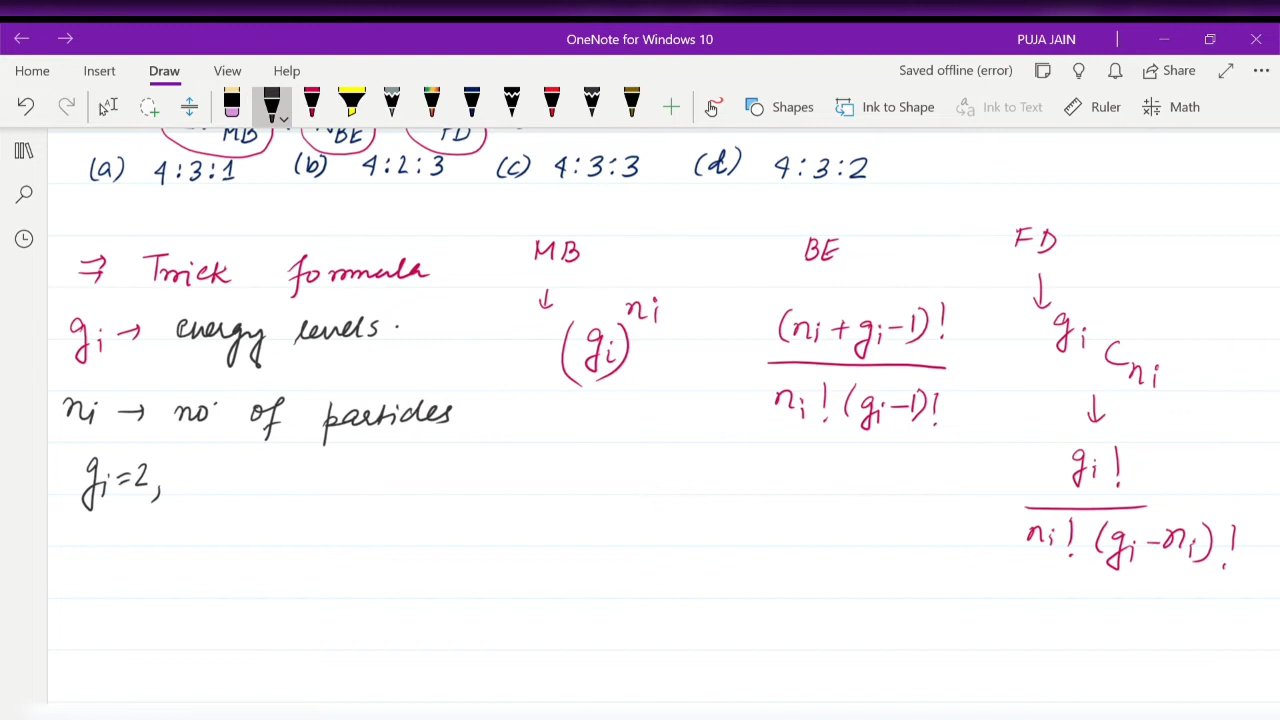 OneNote for Windows 10
PUJA JAIN
Home Insert Draw View Help
Saved offline (error)
Share
Shapes
Ink to Shape
Ink to Text
Ruler
Math
MB BE FD
(a) 4:3:1 (b) 4:2:3 (c) 4:3:3 (d) 4:3:2
MB BE FD
⇒ Trick formula
gi → energy levels.
ni → no. of particles
gi=2,
↓
(gi)^ni
(ni+gi-1)!
ni!(gi-1)!
↓
gi C ni
↓
gi!
ni!(gi-ni)!